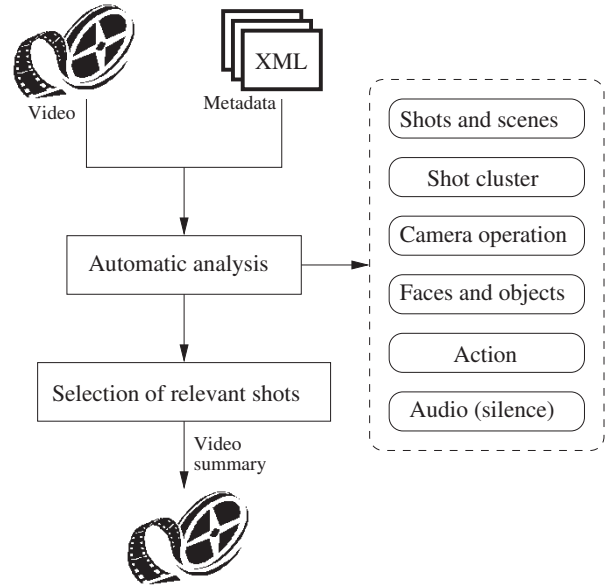 XML
Video
Metadata
Automatic analysis
Selection of relevant shots
Video
summary
Shots and scenes
Shot cluster
Camera operation
Faces and objects
Action
Audio (silence)